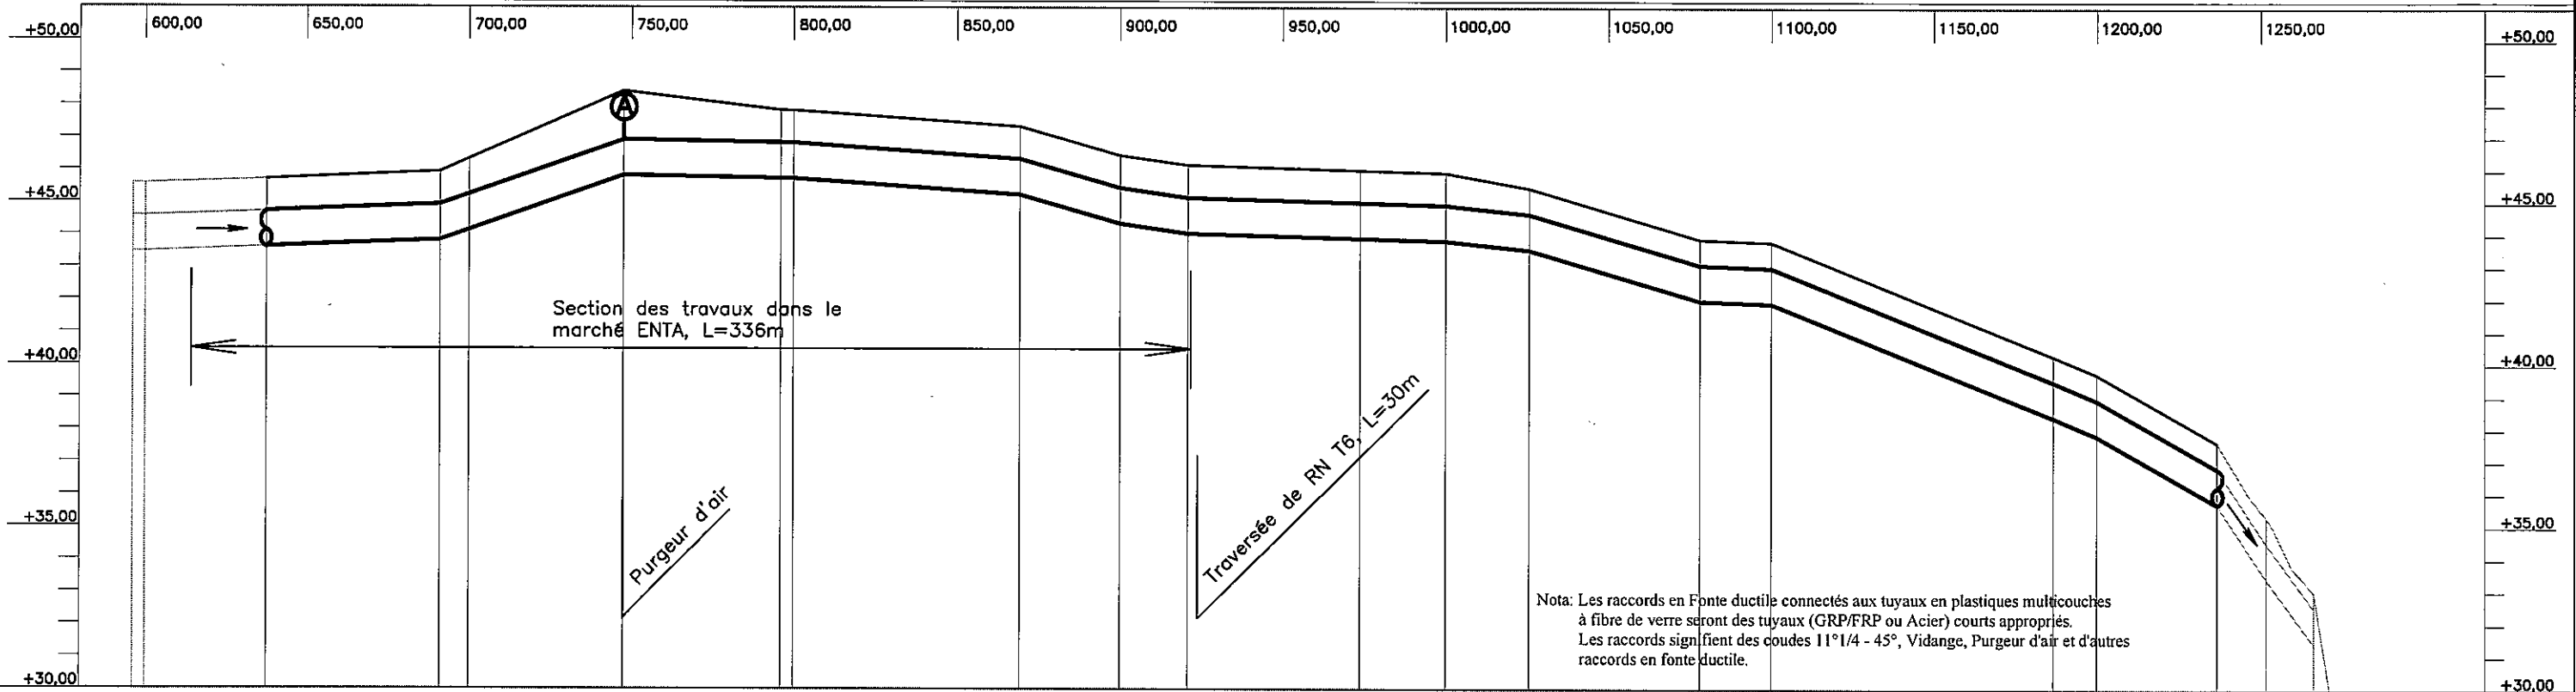 600,00 650,00 700,00 750,00 800,00 850,00 900,00 950,00 1000,00 1050,00 1100,00 1150,00 1200,00 1250,00
+50,00 +50,00
A
+45,00 +45,00
Section des travaux dans le
marché ENTA, L=336m
+40,00 +40,00
Purgeur d'air
Traversée de RN T6, L=30m
+35,00 +35,00
Nota: Les raccords en Fonte ductile connectés aux tuyaux en plastiques multicouches
à fibre de verre seront des tuyaux (GRP/FRP ou Acier) courts appropriés.
Les raccords signifient des coudes 11°1/4 - 45°, Vidange, Purgeur d'air et d'autres
raccords en fonte ductile.
+30,00 +30,00